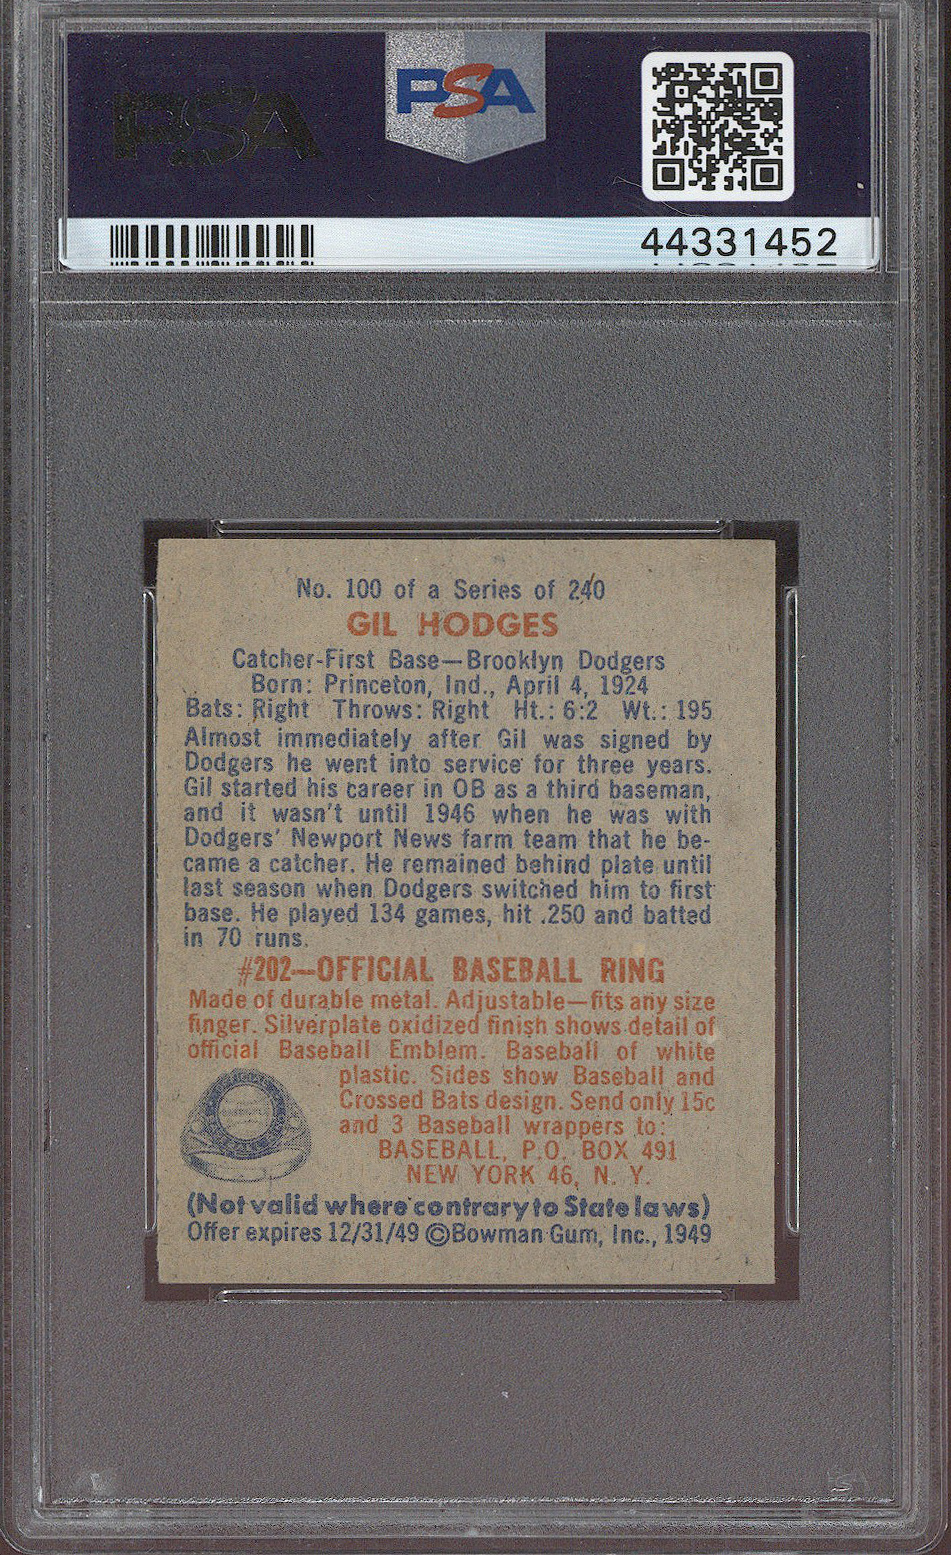 PSA
PSA
44331452
No. 100 of a Series of 240
GIL HODGES
Catcher-First Base—Brooklyn Dodgers
Born: Princeton, Ind., April 4, 1924
Bats: Right Throws: Right Ht.: 6:2 Wt.: 195
Almost immediately after Gil was signed by
Dodgers he went into service for three years.
Gil started his career in OB as a third baseman,
and it wasn't until 1946 when he was with
Dodgers' Newport News farm team that he be-
came a catcher. He remained behind plate until
last season when Dodgers switched him to first
base. He played 134 games, hit .250 and batted
in 70 runs.
#202—OFFICIAL BASEBALL RING
Made of durable metal. Adjustable—fits any size
finger. Silverplate oxidized finish shows detail of
official Baseball Emblem. Baseball of white
plastic. Sides show Baseball and
Crossed Bats design. Send only 15c
and 3 Baseball wrappers to:
BASEBALL, P.O. BOX 491
NEW YORK 46, N. Y.
(Not valid where contrary to State laws)
Offer expires 12/31/49 ©Bowman Gum, Inc., 1949